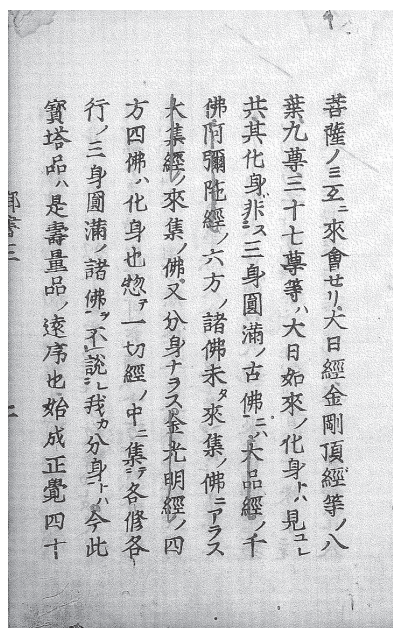 菩薩ノミ互ニ來會セリ大日經金剛頂經等ノ八
葉九尊三十七尊等ハ大日如來ノ化身トハ見ユレ
共其化身非ス三身圓滿ノ古佛ニハ大品經ノ千
佛阿彌陀經ノ六方ノ諸佛未タ來集ノ佛ニアラス
大集經ノ來集ノ佛又分身ナラス金光明經ノ四
方四佛ハ化身也惣テ一切經ノ中ニ集テ各修各
行ノ三身圓滿ノ諸佛ヲ不説レ我カ分身トハ今此
寶塔品ハ是壽量品ノ遠序也始成正覺四十